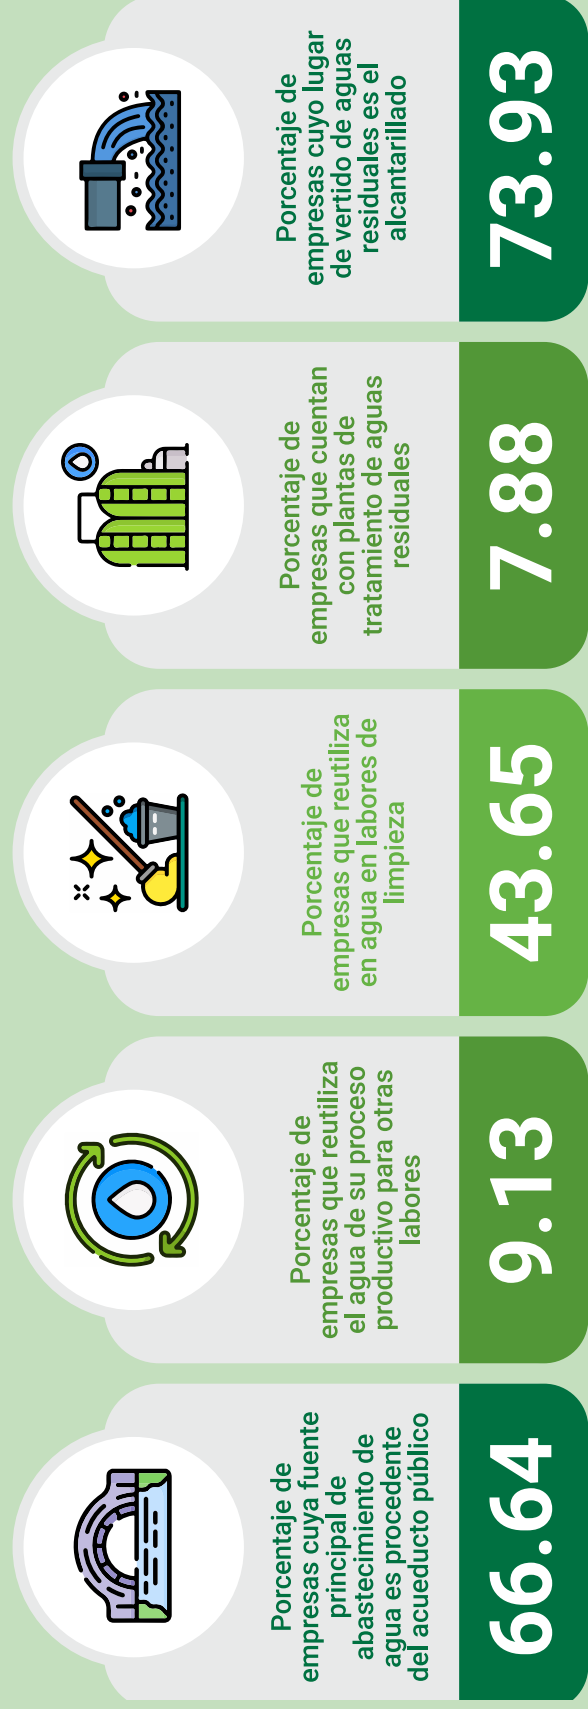 Porcentaje de
empresas cuya fuente
principal de
abastecimiento de
agua es procedente
del acueducto público
66.64
Porcentaje de
empresas que reutiliza
el agua de su proceso
productivo para otras
labores
9.13
Porcentaje de
empresas que reutiliza
en agua en labores de
limpieza
43.65
Porcentaje de
empresas que cuentan
con plantas de
tratamiento de aguas
residuales
7.88
Porcentaje de
empresas cuyo lugar
de vertido de aguas
residuales es el
alcantarillado
73.93